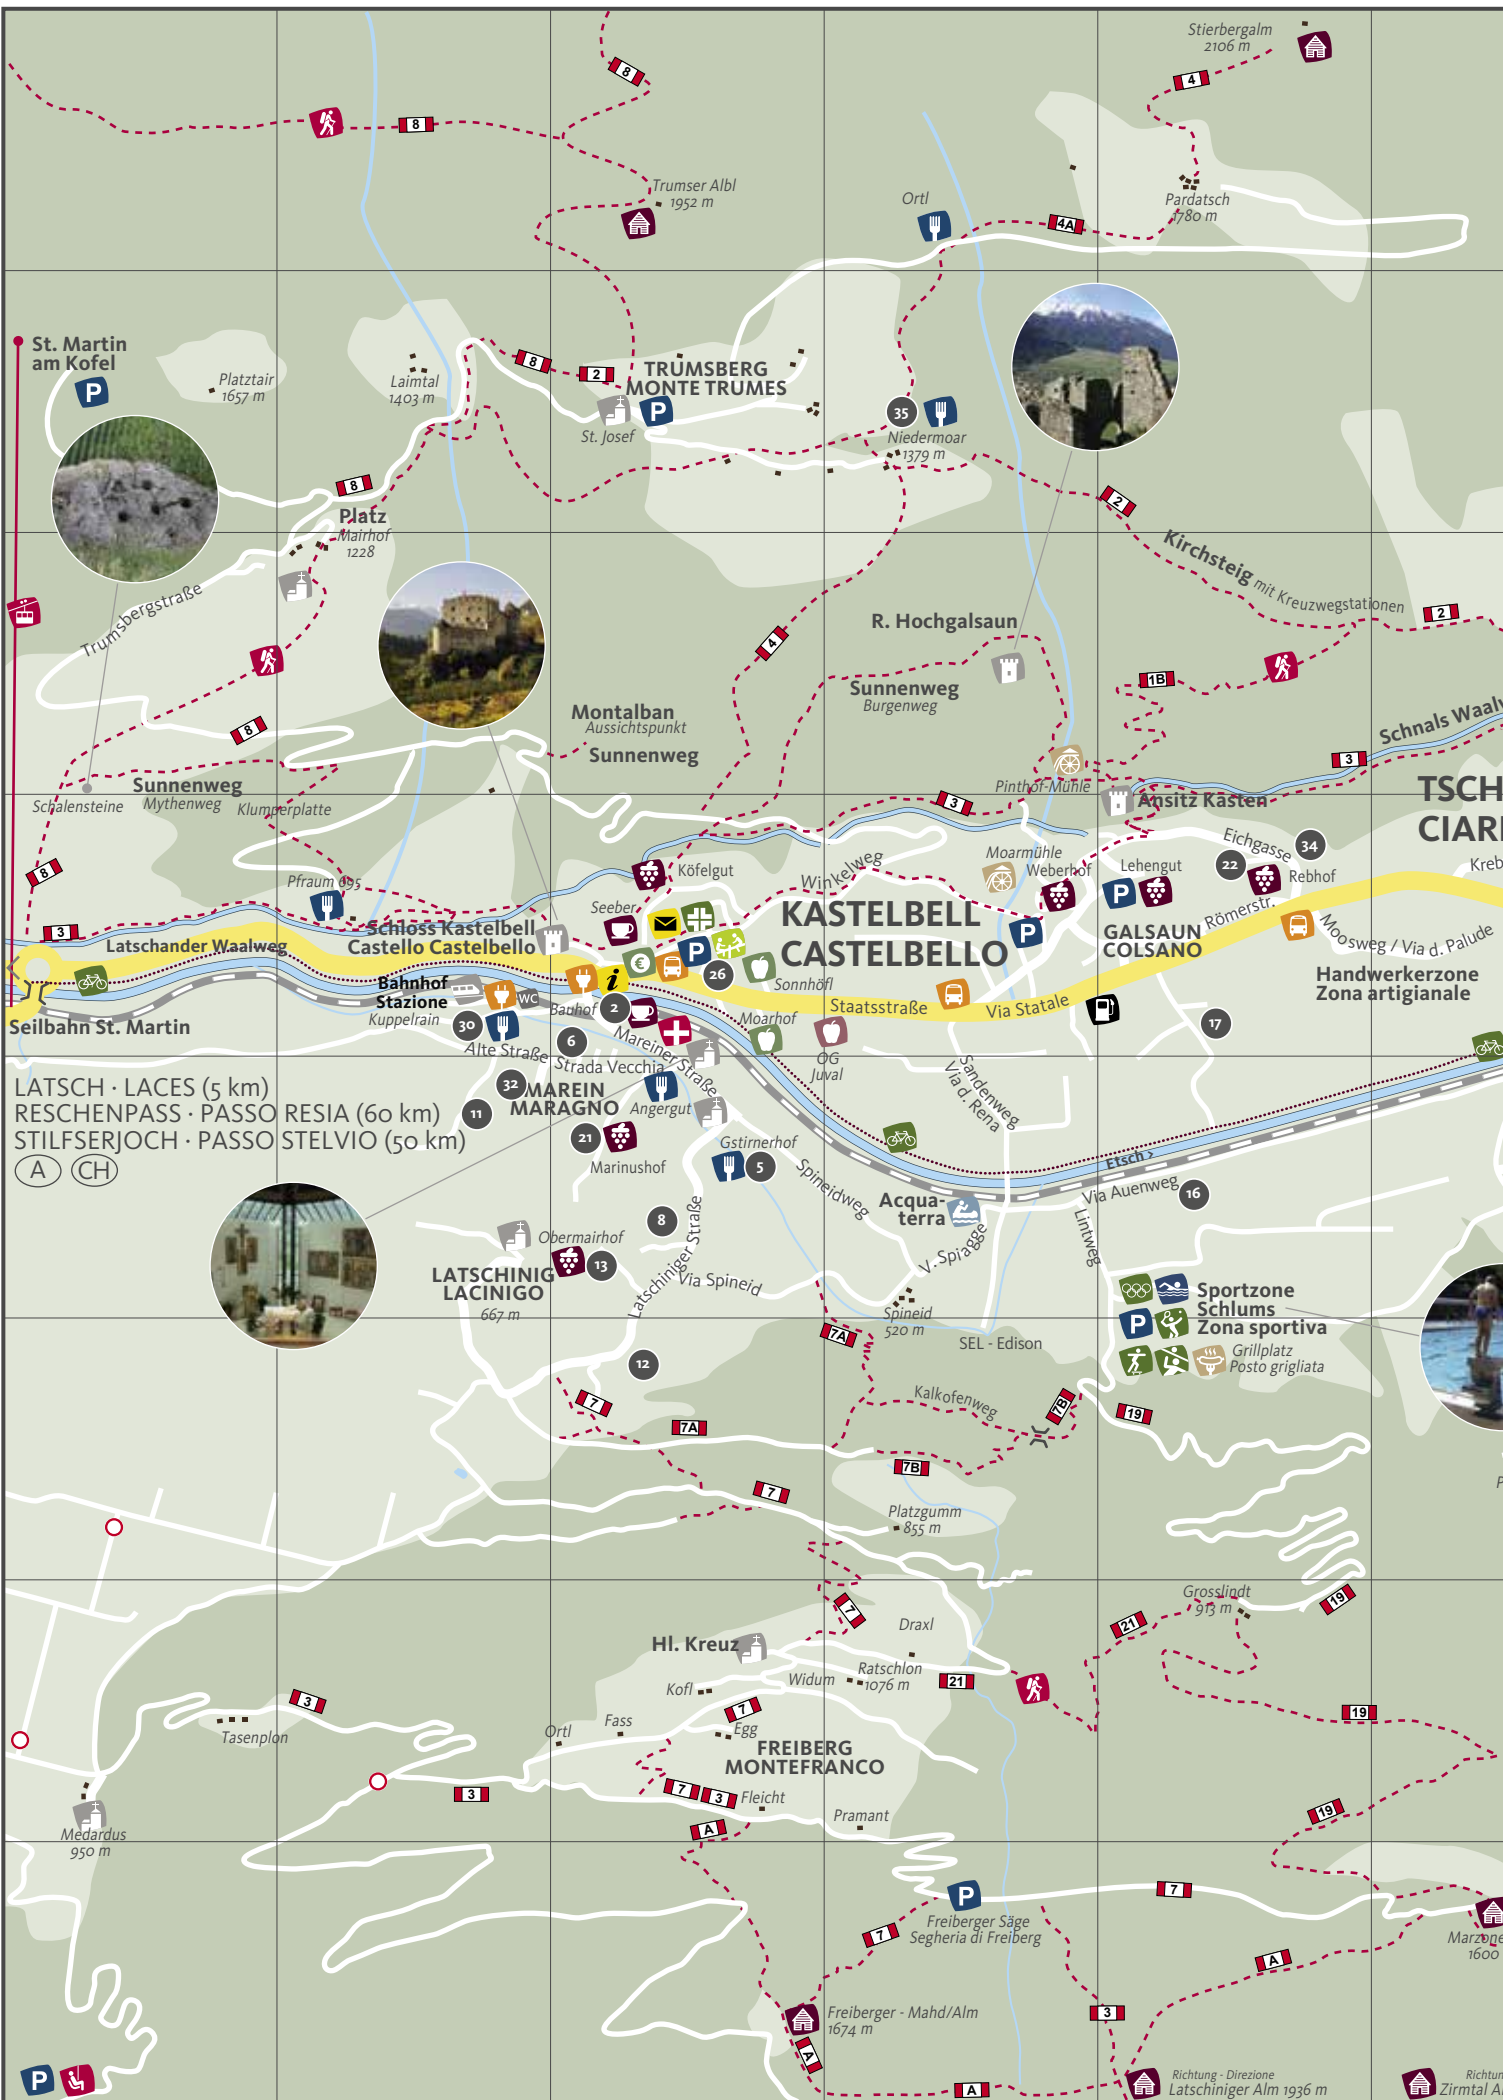 Stierbergalm
2106 m
4
8
8
Trumser Albl
1952 m
Pardatsch
1780 m
Ortl
4A
St. Martin
am Kofel
P
Platztair
1657 m
Laimtal
1403 m
8
2
TRUMSBERG
MONTE TRUMES
St. Josef
P
35
Niedermoar
1379 m
8
Platz
Mairhof
1228
2
Kirchsteig mit Kreuzwegstationen
2
Trumsbergstraße
4
R. Hochgalsaun
Sunnenweg
Burgenweg
1B
8
Montalban
Aussichtspunkt
Sunnenweg
Schnals Waalw
3
Schalensteine
Sunnenweg
Mythenweg
Klumperplatte
Pinthof-Mühle
Ansitz Kasten
3
TSCH
CIAR
8
Pfraum 695
Köfelgut
Winkelweg
Moarmühle
Weberhof
Lehengut
P
Eichgasse
34
22
Rebhof
Kreb
3
Latschander Waalweg
Schloss Kastelbell
Castello Castelbello
Seeber
KASTELBELL
CASTELBELLO
P
P
€
26
Sonnhöfl
GALSAUN
COLSANO
Römerstr.
Moosweg / Via d. Palude
Handwerkerzone
Zona artigianale
Bahnhof
Stazione
Kuppelrain
WC
i
Bauhof
2
Staatsstraße
Via Statale
Seilbahn St. Martin
30
6
Mareiner Straße
Moarhof
OG
Juval
17
Alte Straße
Strada Vecchia
LATSCH · LACES (5 km)
RESCHENPASS · PASSO RESIA (60 km)
STILFSERJOCH · PASSO STELVIO (50 km)
A
CH
32
11
MAREIN
MARAGNO
Angergut
Sandenweg
Via d. Rena
21
Marinushof
Gstirnerhof
5
Spineidweg
Etsch >
Via Auenweg
16
Acqua-
terra
8
Latschiniger Straße
Obermairhof
13
LATSCHINIG
LACINIGO
667 m
Via Spineid
V. Spiagge
Lintweg
Spineid
520 m
Sportzone
Schlums
Zona sportiva
P
Grillplatz
Posto grigliata
SEL - Edison
7A
12
7
7A
Kalkofenweg
7B
19
7B
7
Platzgumm
855 m
Grosslindt
913 m
19
21
7
Draxl
Hl. Kreuz
Widum
Ratschlon
1076 m
21
Kofl
7
Egg
Fass
Ortl
3
Tasenplon
19
FREIBERG
MONTEFRANCO
3
7
3
Fleicht
A
Pramant
19
Medardus
950 m
7
P
Freiberger Säge
Segheria di Freiberg
7
Marzone
1600
A
Freiberger - Mahd/Alm
1674 m
3
A
A
P
Richtung - Direzione
Latschiniger Alm 1936 m
Richtun
Zirmtal A